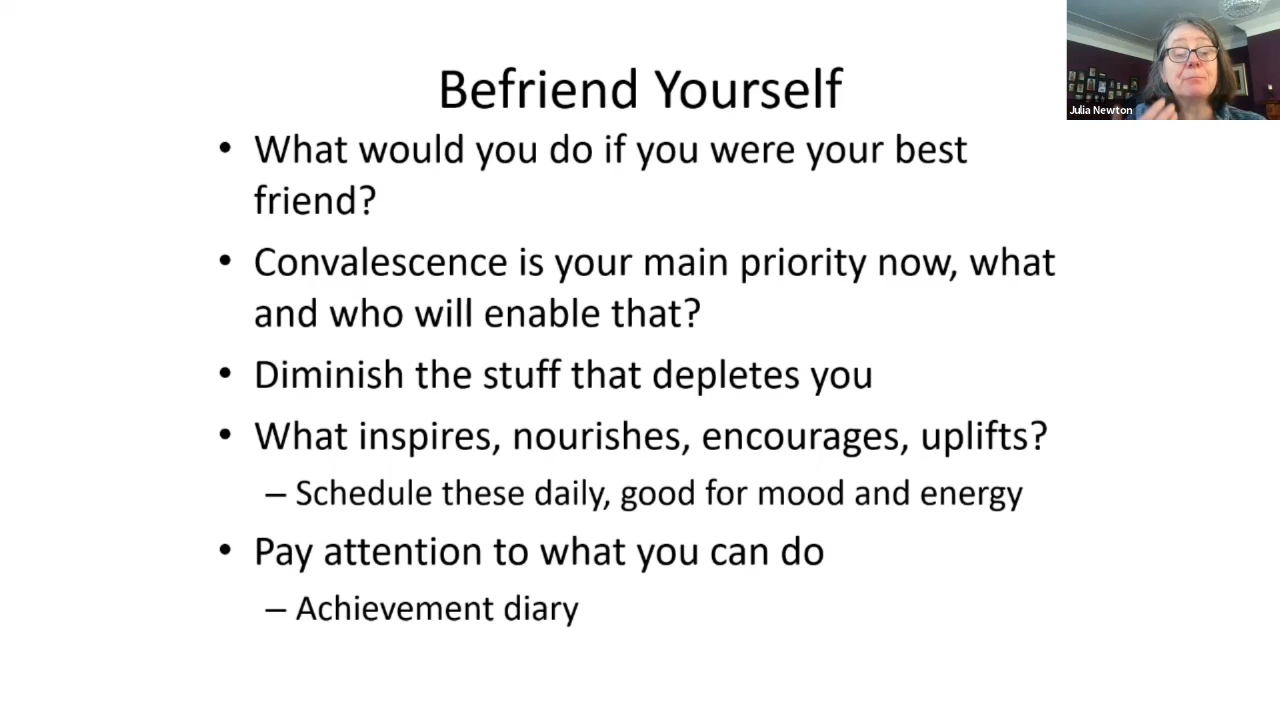 Befriend Yourself
• What would you do if you were your best
friend?
• Convalescence is your main priority now, what
and who will enable that?
• Diminish the stuff that depletes you
• What inspires, nourishes, encourages, uplifts?
– Schedule these daily, good for mood and energy
• Pay attention to what you can do
– Achievement diary
Julia Newton